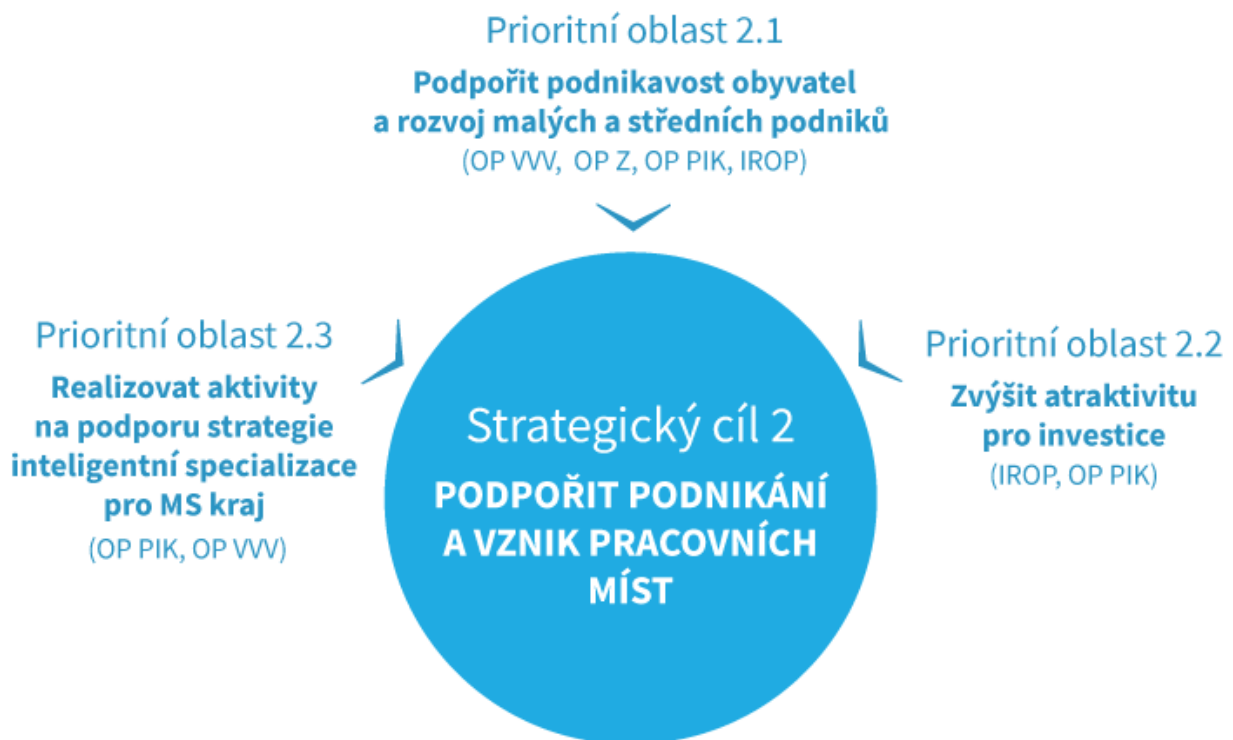 Prioritní oblast 2.1
Podpořit podnikavost obyvatel
a rozvoj malých a středních podniků
(OP VVV, OP Z, OP PIK, IROP)
Prioritní oblast 2.3
Realizovat aktivity
na podporu strategie
inteligentní specializace
pro MS kraj
(OP PIK, OP VVV)
Strategický cíl 2
PODPOŘIT PODNIKÁNÍ
A VZNIK PRACOVNÍCH
MÍST
Prioritní oblast 2.2
Zvýšit atraktivitu
pro investice
(IROP, OP PIK)